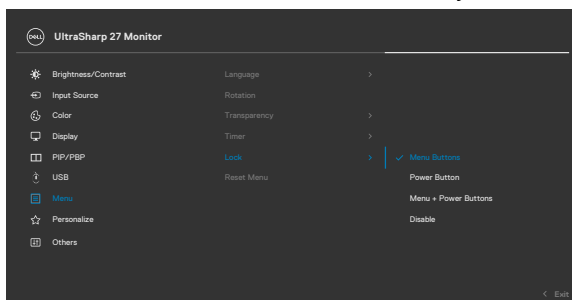 DELL UltraSharp 27 Monitor
Brightness/Contrast Language >
Input Source Rotation
Color Transparency >
Display Timer >
PIP/PBP Lock > ✓ Menu Buttons
USB Reset Menu Power Button
Menu Menu + Power Buttons
Personalize Disable
Others
< Exit